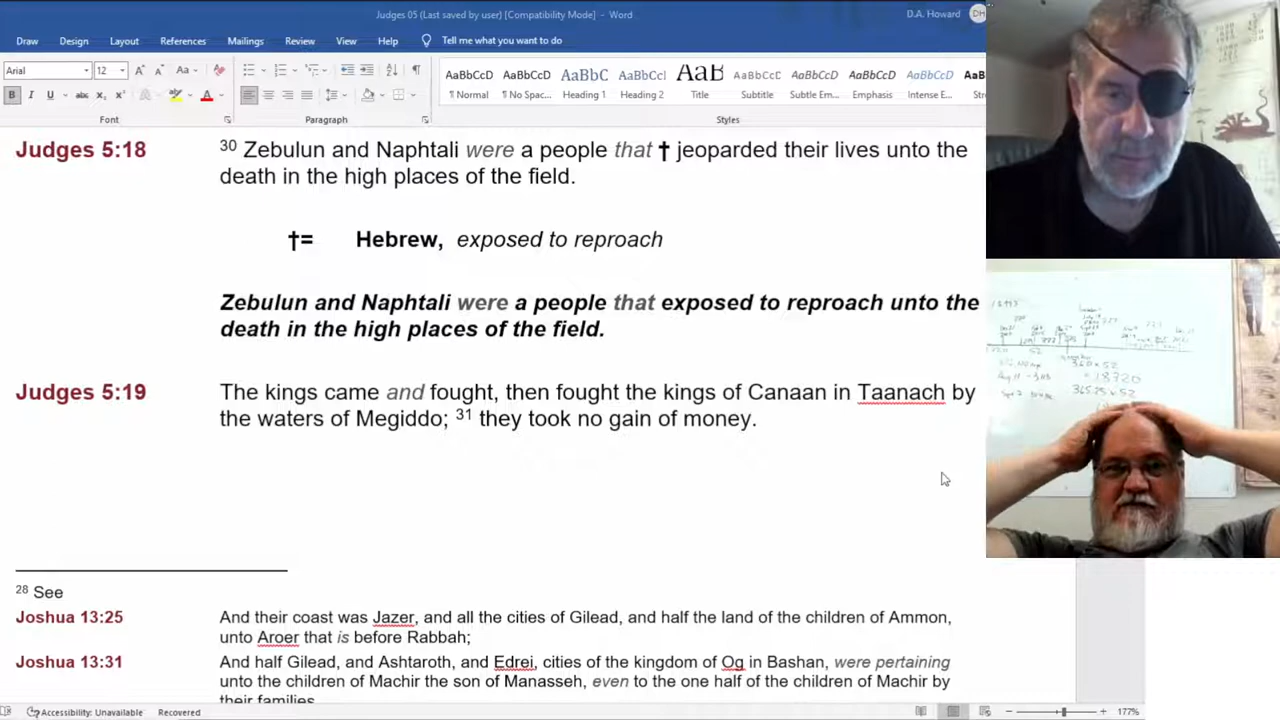 Judges 05 (Last saved by user) [Compatibility Mode] - Word
D.A. Howard
DH
Draw Design Layout References Mailings Review View Help Tell me what you want to do
Arial 12
AaBbCcD AaBbCcD AaBbC AaBbCcI AaB AaBbCcD AaBbCcD AaBbCcD AaBbCcD
¶ Normal ¶ No Spac... Heading 1 Heading 2 Title Subtitle Subtle Em... Emphasis Intense E...
Font Paragraph Styles
Judges 5:18 30 Zebulun and Naphtali were a people that † jeoparded their lives unto the
death in the high places of the field.
†= Hebrew, exposed to reproach
Zebulun and Naphtali were a people that exposed to reproach unto the
death in the high places of the field.
Judges 5:19 The kings came and fought, then fought the kings of Canaan in Taanach by
the waters of Megiddo; 31 they took no gain of money.
360 x 52
= 18720
365.25 x 52
28 See
Joshua 13:25 And their coast was Jazer, and all the cities of Gilead, and half the land of the children of Ammon,
unto Aroer that is before Rabbah;
Joshua 13:31 And half Gilead, and Ashtaroth, and Edrei, cities of the kingdom of Og in Bashan, were pertaining
unto the children of Machir the son of Manasseh, even to the one half of the children of Machir by
their families.
Accessibility: Unavailable Recovered 177%